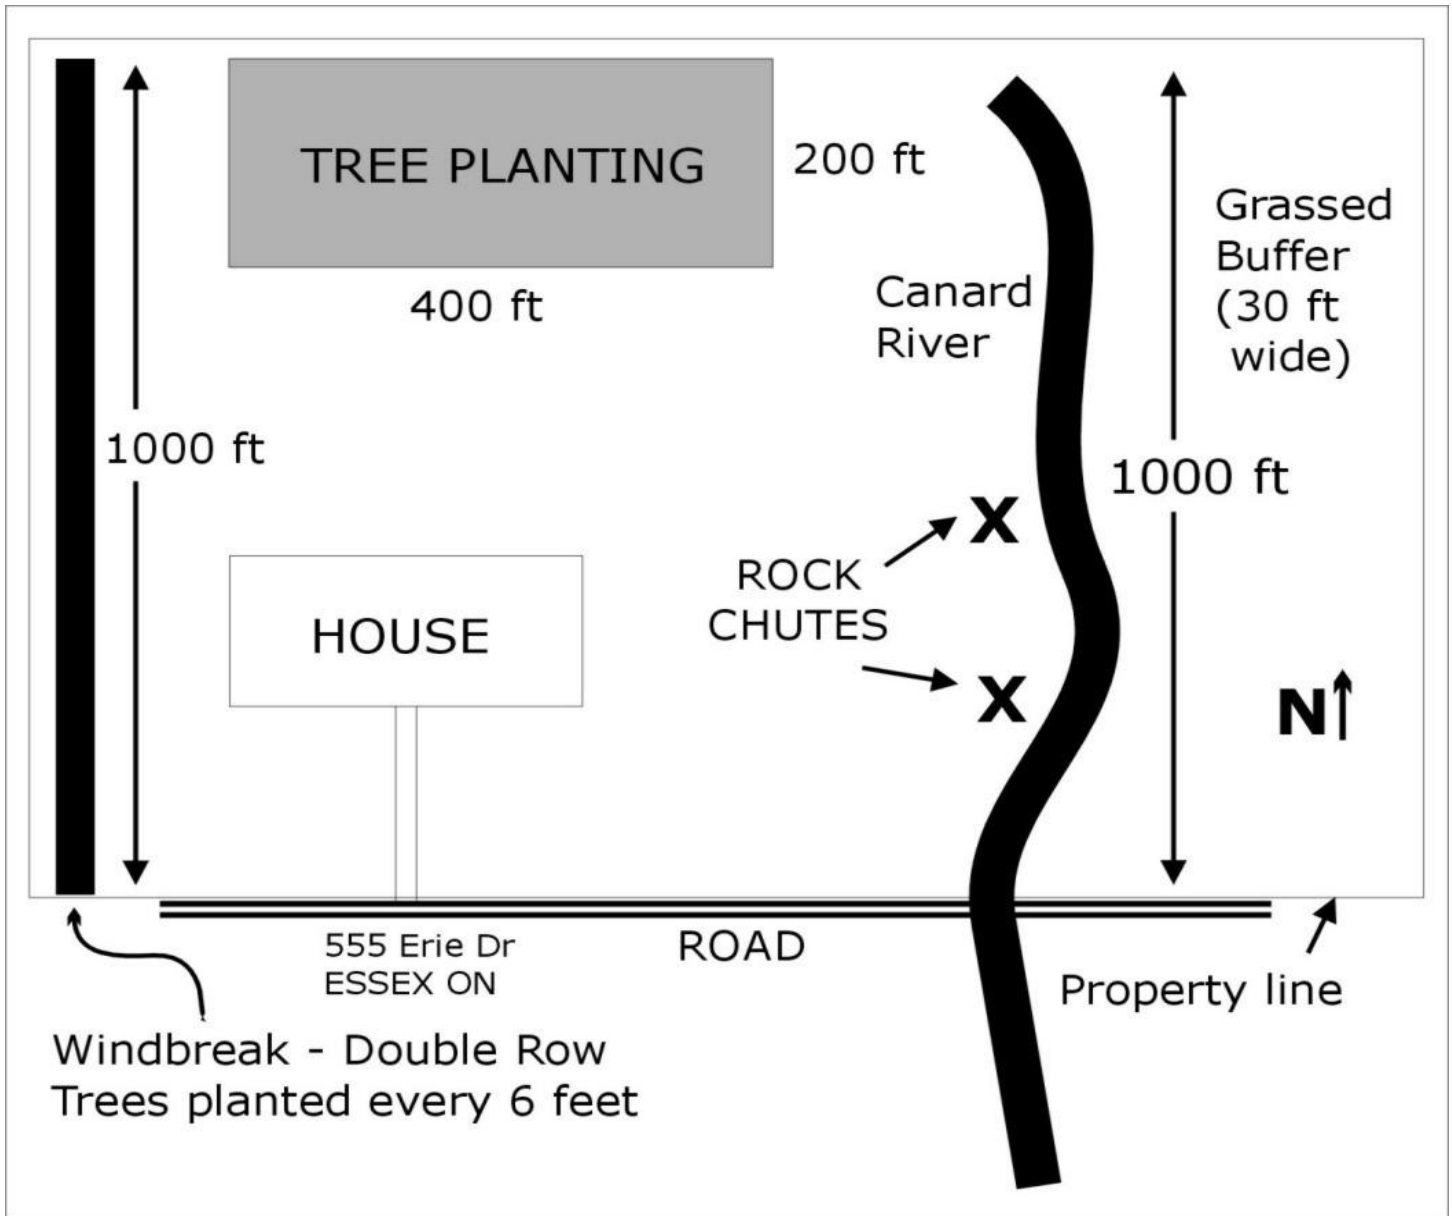 TREE PLANTING
200 ft
400 ft
1000 ft
Canard
River
Grassed
Buffer
(30 ft
wide)
1000 ft
X
ROCK
CHUTES
X
HOUSE
N
555 Erie Dr
ESSEX ON
ROAD
Property line
Windbreak - Double Row
Trees planted every 6 feet